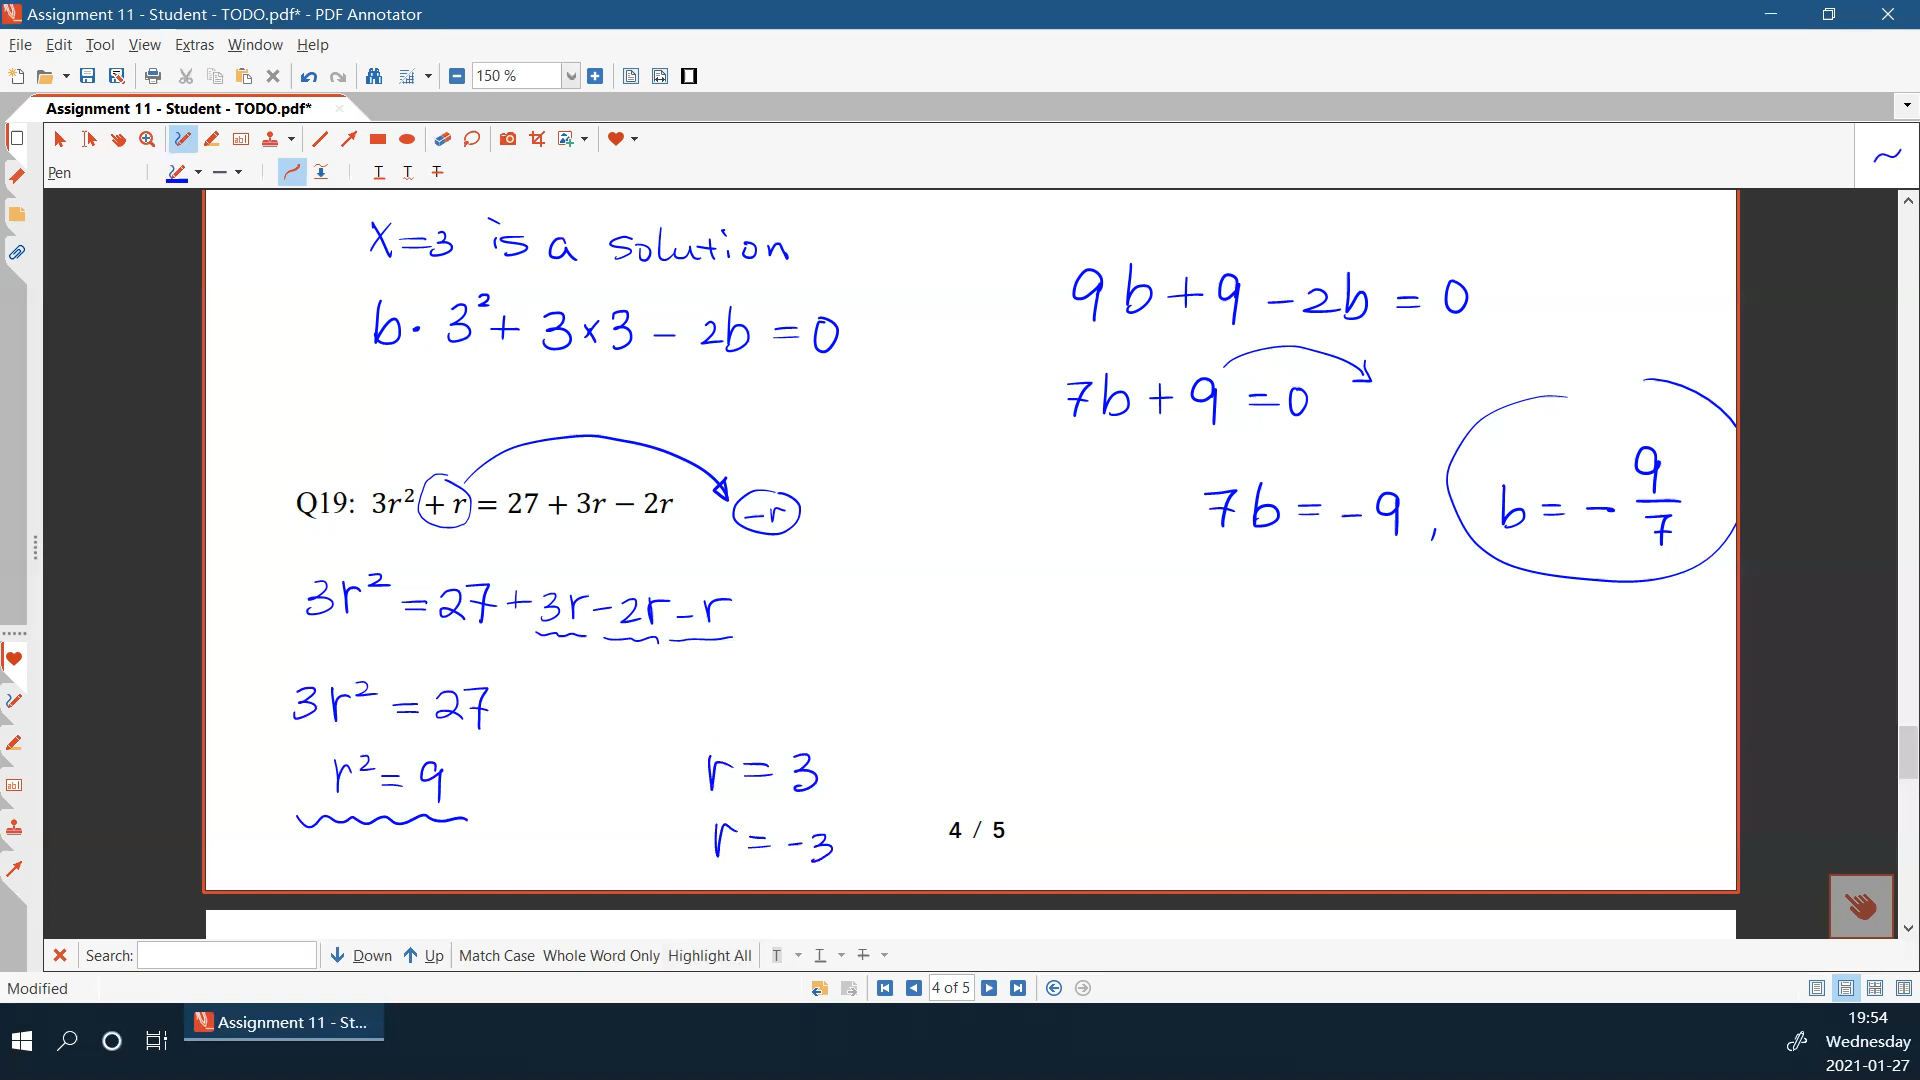 Assignment 11 - Student - TODO.pdf* - PDF Annotator
File Edit Tool View Extras Window Help
150 %
Assignment 11 - Student - TODO.pdf*
Pen
x=3 is a solution
b· 3² + 3×3 - 2b = 0
9b + 9 - 2b = 0
7b + 9 = 0
7b = -9, b = - 9/7
Q19: 3r² + r = 27 + 3r − 2r
-r
3r² = 27 + 3r - 2r - r
3r² = 27
r² = 9
r = 3
r = -3
4 / 5
Search: Down Up Match Case Whole Word Only Highlight All
Modified
4 of 5
Assignment 11 - St...
19:54
Wednesday
2021-01-27